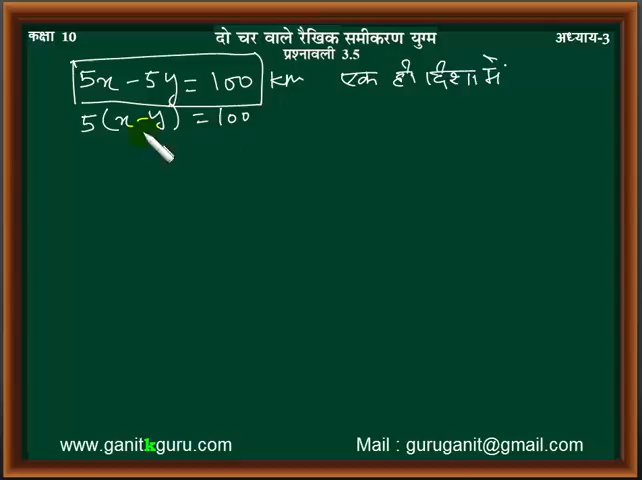 कक्षा 10
दो चर वाले रैखिक समीकरण युग्म
अध्याय-3
प्रश्नावली 3.5
5x - 5y = 100 km एक ही दिशा में
5(x-y) = 100
www.ganitkguru.com
Mail : guruganit@gmail.com